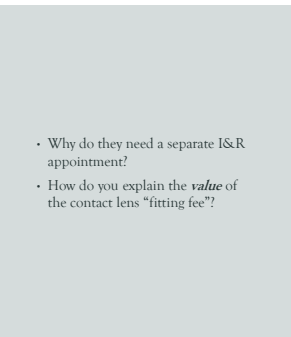 • Why do they need a separate I&R
appointment?
• How do you explain the value of
the contact lens “fitting fee”?